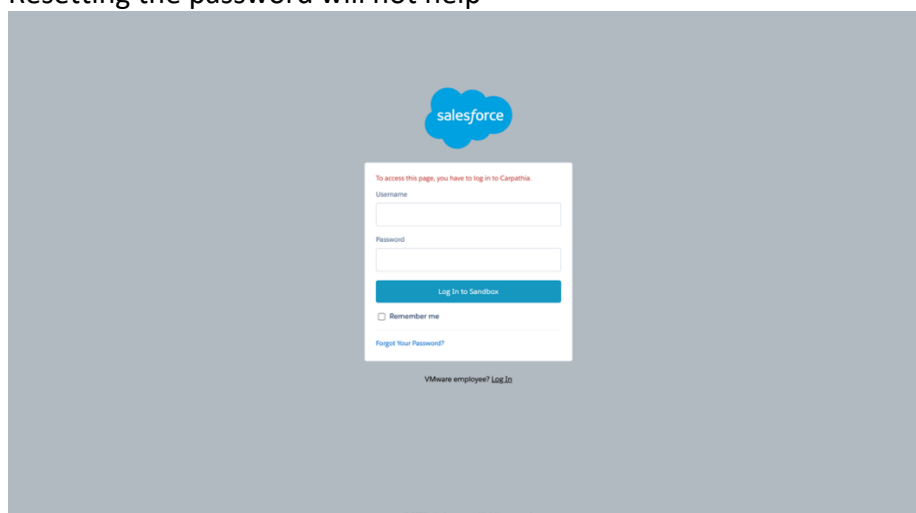 Resetting the password will not help
salesforce
To access this page, you have to log in to Carpathia.
Username
Password
Log In to Sandbox
Remember me
Forgot Your Password?
VMware employee? Log In